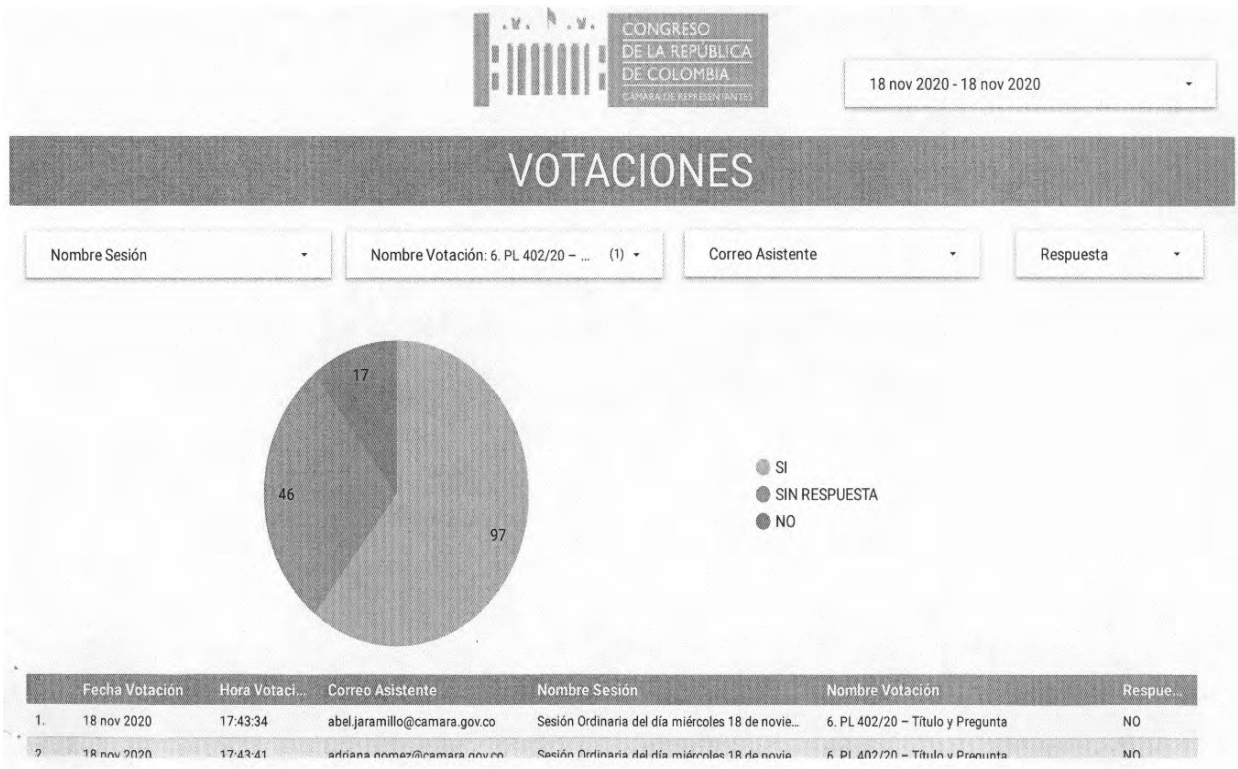 CONGRESO
DE LA REPÚBLICA
DE COLOMBIA
CÁMARA DE REPRESENTANTES
18 nov 2020 - 18 nov 2020
VOTACIONES
Nombre Sesión
Nombre Votación: 6. PL 402/20 – ... (1)
Correo Asistente
Respuesta
17
46
97
SI
SIN RESPUESTA
NO
Fecha Votación Hora Votaci... Correo Asistente Nombre Sesión Nombre Votación Respue...
1. 18 nov 2020 17:43:34 abel.jaramillo@camara.gov.co Sesión Ordinaria del día miércoles 18 de novie... 6. PL 402/20 – Título y Pregunta NO
2. 18 nov 2020 17:43:41 adriana.gomez@camara.gov.co Sesión Ordinaria del día miércoles 18 de novie... 6. PL 402/20 – Título y Pregunta NO